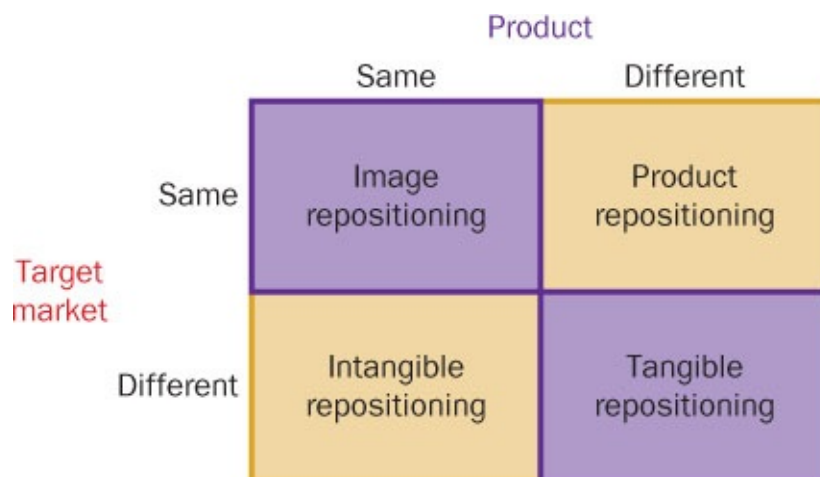 Product
Same Different
Same
Image
repositioning
Product
repositioning
Target
market
Different
Intangible
repositioning
Tangible
repositioning